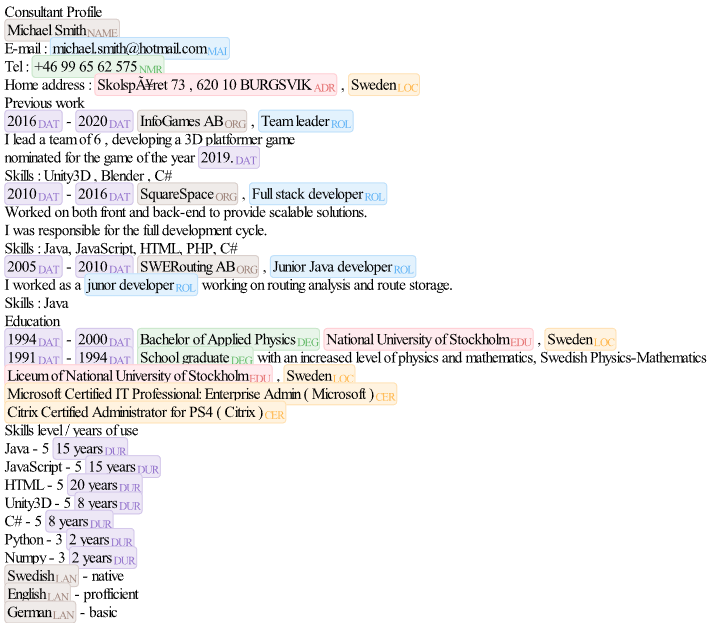 Consultant Profile
Michael Smith NAME
E-mail : michael.smith@hotmail.com MAI
Tel : +46 99 65 62 575 NMR
Home address : SkolspÃ¥ret 73 , 620 10 BURGSVIK ADR , Sweden LOC
Previous work
2016 DAT - 2020 DAT InfoGames AB ORG , Team leader ROL
I lead a team of 6 , developing a 3D platformer game
nominated for the game of the year 2019. DAT
Skills : Unity3D , Blender , C#
2010 DAT - 2016 DAT SquareSpace ORG , Full stack developer ROL
Worked on both front and back-end to provide scalable solutions.
I was responsible for the full development cycle.
Skills : Java, JavaScript, HTML, PHP, C#
2005 DAT - 2010 DAT SWERouting AB ORG , Junior Java developer ROL
I worked as a junor developer ROL working on routing analysis and route storage.
Skills : Java
Education
1994 DAT - 2000 DAT Bachelor of Applied Physics DEG National University of Stockholm EDU , Sweden LOC
1991 DAT - 1994 DAT School graduate DEG with an increased level of physics and mathematics, Swedish Physics-Mathematics
Liceum of National University of Stockholm EDU , Sweden LOC
Microsoft Certified IT Professional: Enterprise Admin ( Microsoft ) CER
Citrix Certified Administrator for PS4 ( Citrix ) CER
Skills level / years of use
Java - 5 15 years DUR
JavaScript - 5 15 years DUR
HTML - 5 20 years DUR
Unity3D - 5 8 years DUR
C# - 5 8 years DUR
Python - 3 2 years DUR
Numpy - 3 2 years DUR
Swedish LAN - native
English LAN - profficient
German LAN - basic